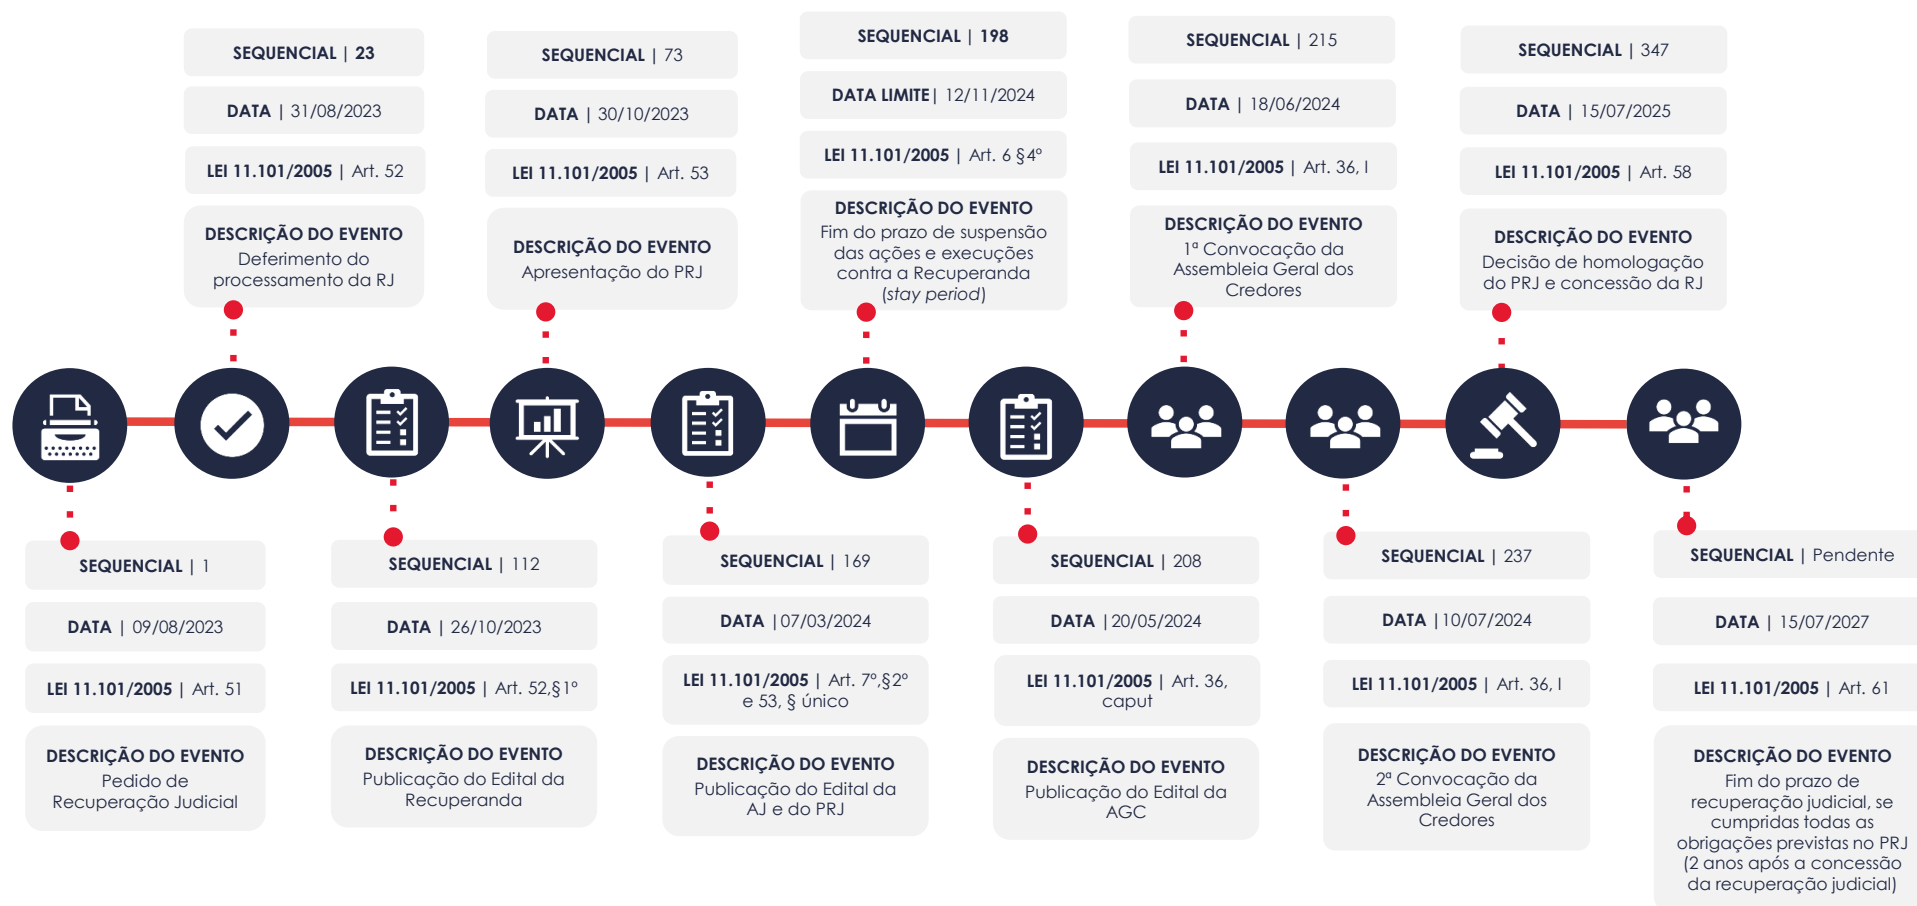 SEQUENCIAL | 23
DATA | 31/08/2023
LEI 11.101/2005 | Art. 52
DESCRIÇÃO DO EVENTO
Deferimento do
processamento da RJ
SEQUENCIAL | 73
DATA | 30/10/2023
LEI 11.101/2005 | Art. 53
DESCRIÇÃO DO EVENTO
Apresentação do PRJ
SEQUENCIAL | 198
DATA LIMITE| 12/11/2024
LEI 11.101/2005 | Art. 6 §4º
DESCRIÇÃO DO EVENTO
Fim do prazo de suspensão
das ações e execuções
contra a Recuperanda
(stay period)
SEQUENCIAL | 215
DATA | 18/06/2024
LEI 11.101/2005 | Art. 36, I
DESCRIÇÃO DO EVENTO
1ª Convocação da
Assembleia Geral dos
Credores
SEQUENCIAL | 347
DATA | 15/07/2025
LEI 11.101/2005 | Art. 58
DESCRIÇÃO DO EVENTO
Decisão de homologação
do PRJ e concessão da RJ
SEQUENCIAL | 1
DATA | 09/08/2023
LEI 11.101/2005 | Art. 51
DESCRIÇÃO DO EVENTO
Pedido de
Recuperação Judicial
SEQUENCIAL | 112
DATA | 26/10/2023
LEI 11.101/2005 | Art. 52,§1º
DESCRIÇÃO DO EVENTO
Publicação do Edital da
Recuperanda
SEQUENCIAL | 169
DATA |07/03/2024
LEI 11.101/2005 | Art. 7º,§2º
e 53, § único
DESCRIÇÃO DO EVENTO
Publicação do Edital da
AJ e do PRJ
SEQUENCIAL | 208
DATA |20/05/2024
LEI 11.101/2005 | Art. 36,
caput
DESCRIÇÃO DO EVENTO
Publicação do Edital da
AGC
SEQUENCIAL | 237
DATA |10/07/2024
LEI 11.101/2005 | Art. 36, I
DESCRIÇÃO DO EVENTO
2ª Convocação da
Assembleia Geral dos
Credores
SEQUENCIAL | Pendente
DATA | 15/07/2027
LEI 11.101/2005 | Art. 61
DESCRIÇÃO DO EVENTO
Fim do prazo de
recuperação judicial, se
cumpridas todas as
obrigações previstas no PRJ
(2 anos após a concessão
da recuperação judicial)